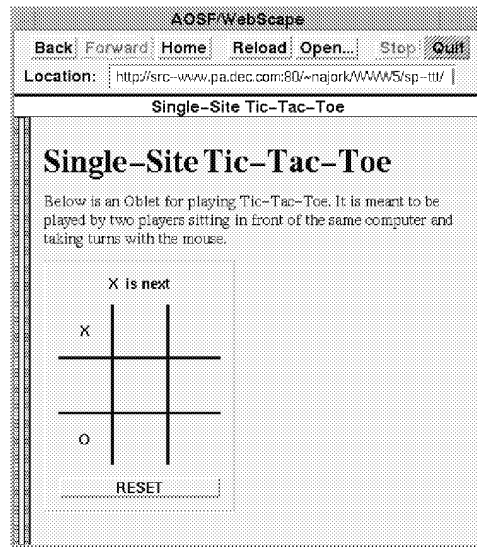 AOSF/WebScape
Back Forward Home Reload Open... Stop Quit
Location: http://src-www.pa.dec.com:80/~najork/WWW5/sp-ttt/
Single-Site Tic-Tac-Toe
Single-Site Tic-Tac-Toe
Below is an Oblet for playing Tic-Tac-Toe. It is meant to be
played by two players sitting in front of the same computer and
taking turns with the mouse.
X is next
X
O
RESET